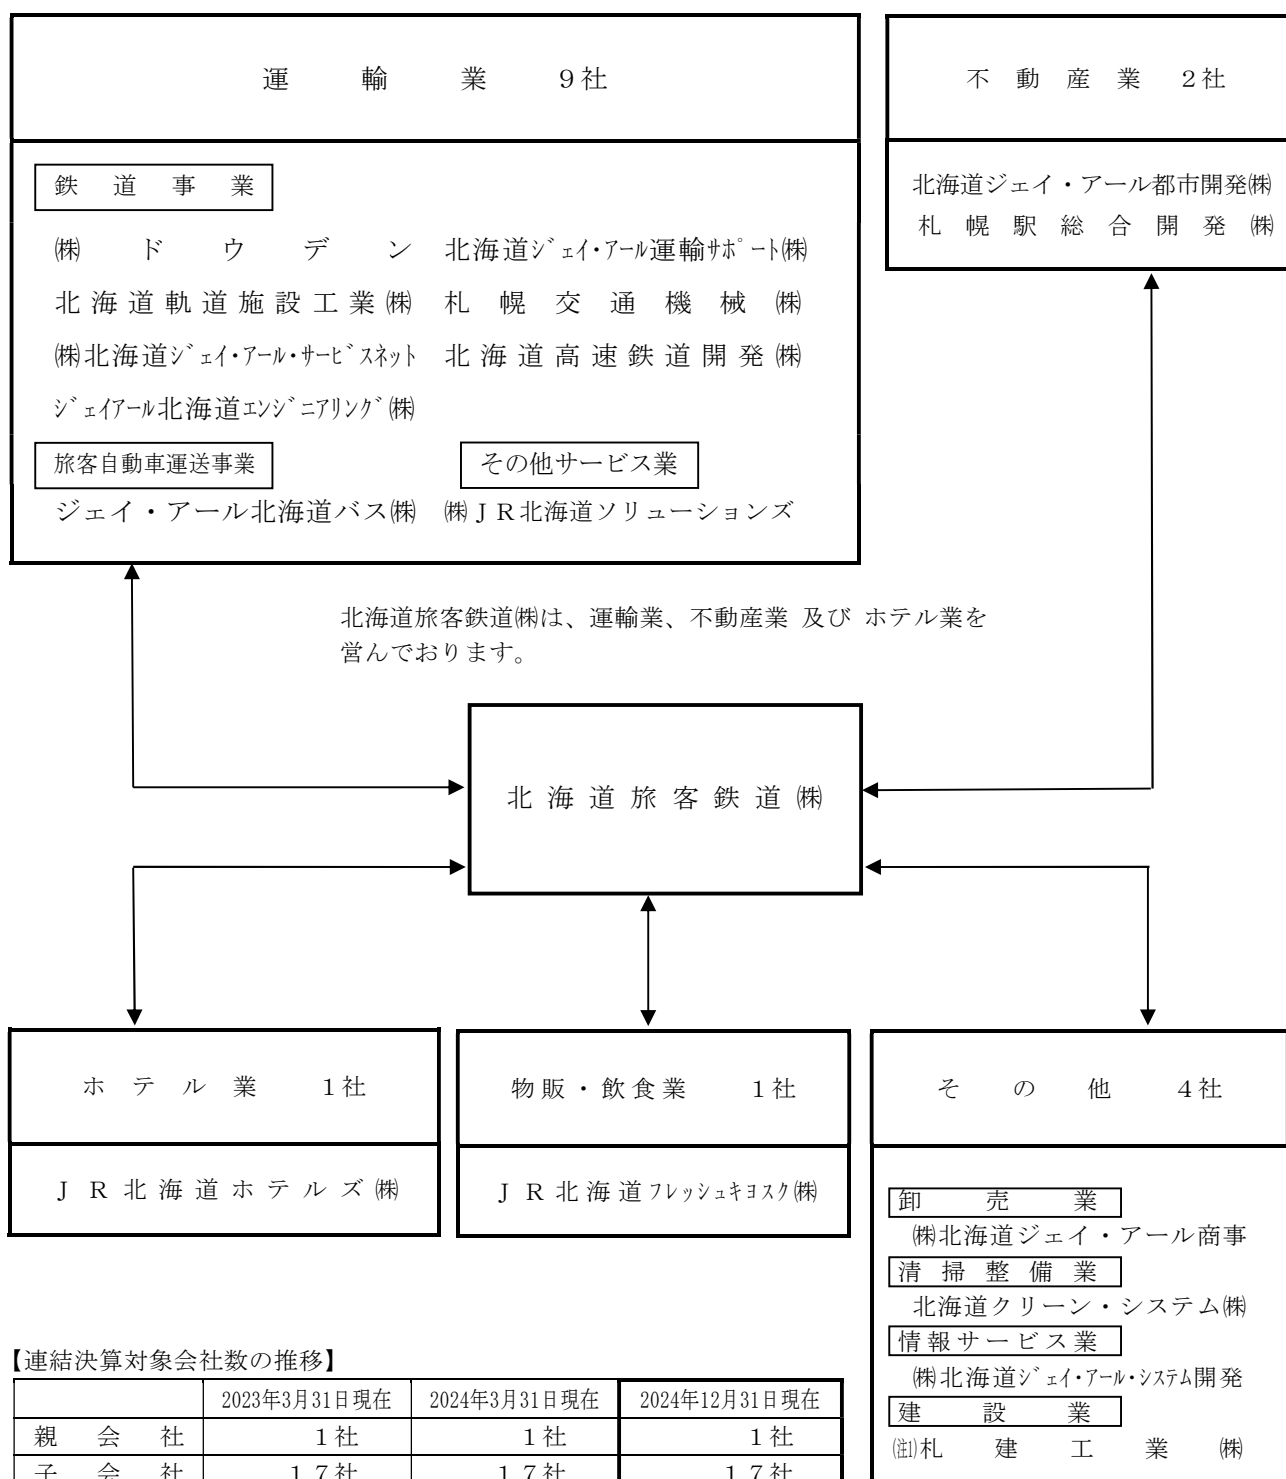 運輸業 9社
鉄道事業
㈱ドウデン 北海道ｼﾞｪｲ・ｱｰﾙ運輸ｻﾎﾟｰﾄ㈱
北海道軌道施設工業㈱ 札幌交通機械㈱
㈱北海道ｼﾞｪｲ・ｱｰﾙ・ｻｰﾋﾞｽﾈｯﾄ 北海道高速鉄道開発㈱
ｼﾞｪｲｱｰﾙ北海道ｴﾝｼﾞﾆｱﾘﾝｸﾞ㈱
旅客自動車運送事業 その他サービス業
ジェイ・アール北海道バス㈱ ㈱ＪＲ北海道ソリューションズ
不動産業 2社
北海道ジェイ・アール都市開発㈱
札幌駅総合開発㈱
北海道旅客鉄道㈱は、運輸業、不動産業 及び ホテル業を
営んでおります。
北海道旅客鉄道㈱
ホテル業 1社
ＪＲ北海道ホテルズ㈱
物販・飲食業 1社
ＪＲ北海道ﾌﾚｯｼｭｷﾖｽｸ㈱
その他 4社
卸売業
㈱北海道ジェイ・アール商事
清掃整備業
北海道クリーン・システム㈱
情報サービス業
㈱北海道ｼﾞｪｲ・ｱｰﾙ・ｼｽﾃﾑ開発
建設業
(注1)札建工業㈱
【連結決算対象会社数の推移】
2023年3月31日現在 2024年3月31日現在 2024年12月31日現在
親会社 1社 1社 1社
子会社 17社 17社 17社